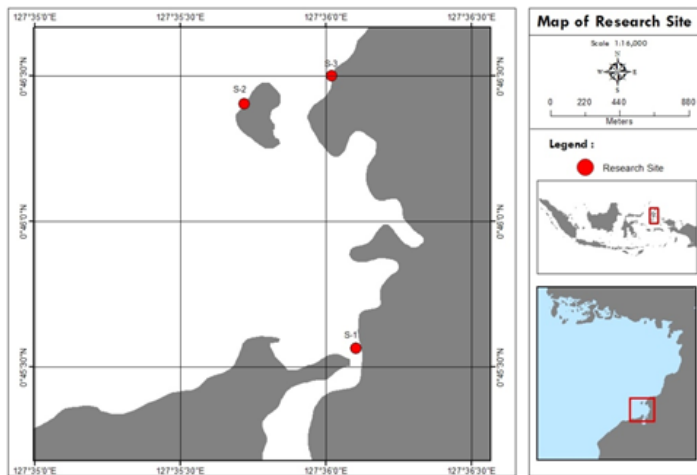 127°35'0"E 127°35'30"E 127°36'0"E 127°36'30"E
0°46'30"N
0°46'0"N
0°45'30"N
S-3
S-2
S-1
0°46'30"N
0°46'0"N
0°45'30"N
127°35'0"E 127°35'30"E 127°36'0"E 127°36'30"E
Map of Research Site
Scale 1:16,000
N
W E
S
0 220 440 880
Meters
Legend :
Research Site